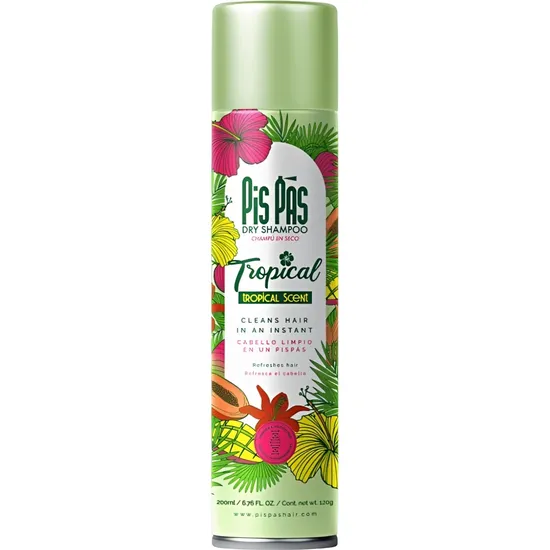 PiS PAS
DRY SHAMPOO
CHAMPÚ EN SECO
Tropical
TROPICAL SCENT
CLEANS HAIR
IN AN INSTANT
CABELLO LIMPIO
EN UN PISPÁS
Refreshes hair
Refresca el cabello
200ml / 6.76 FL. OZ. / Cont. net wt. 120g
www.pispashair.com